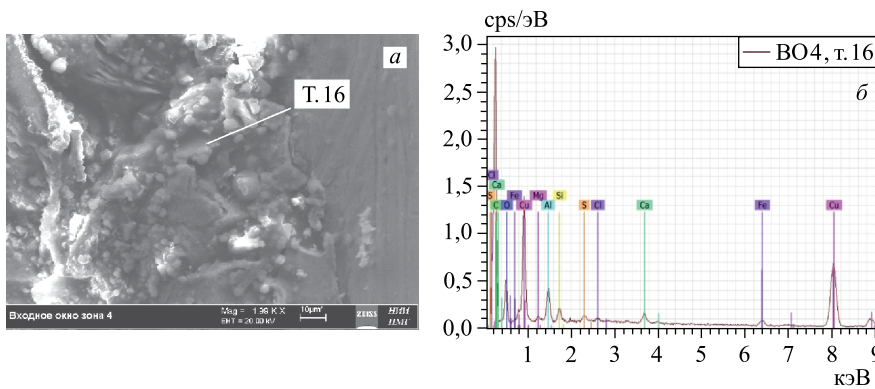 а
Т. 16
Входное окно зона 4
Mag = 1.99 K X
EHT = 20.00 kV
10µm*
ZEISS
cps/эВ
ВО4, т.16
б
3,0
2,5
2,0
1,5
1,0
0,5
0,0
Cl
Ca
S
C
O
Fe
Cu
Mg
Al
Si
S
Cl
Ca
Fe
Cu
1 2 3 4 5 6 7 8 9
кэВ